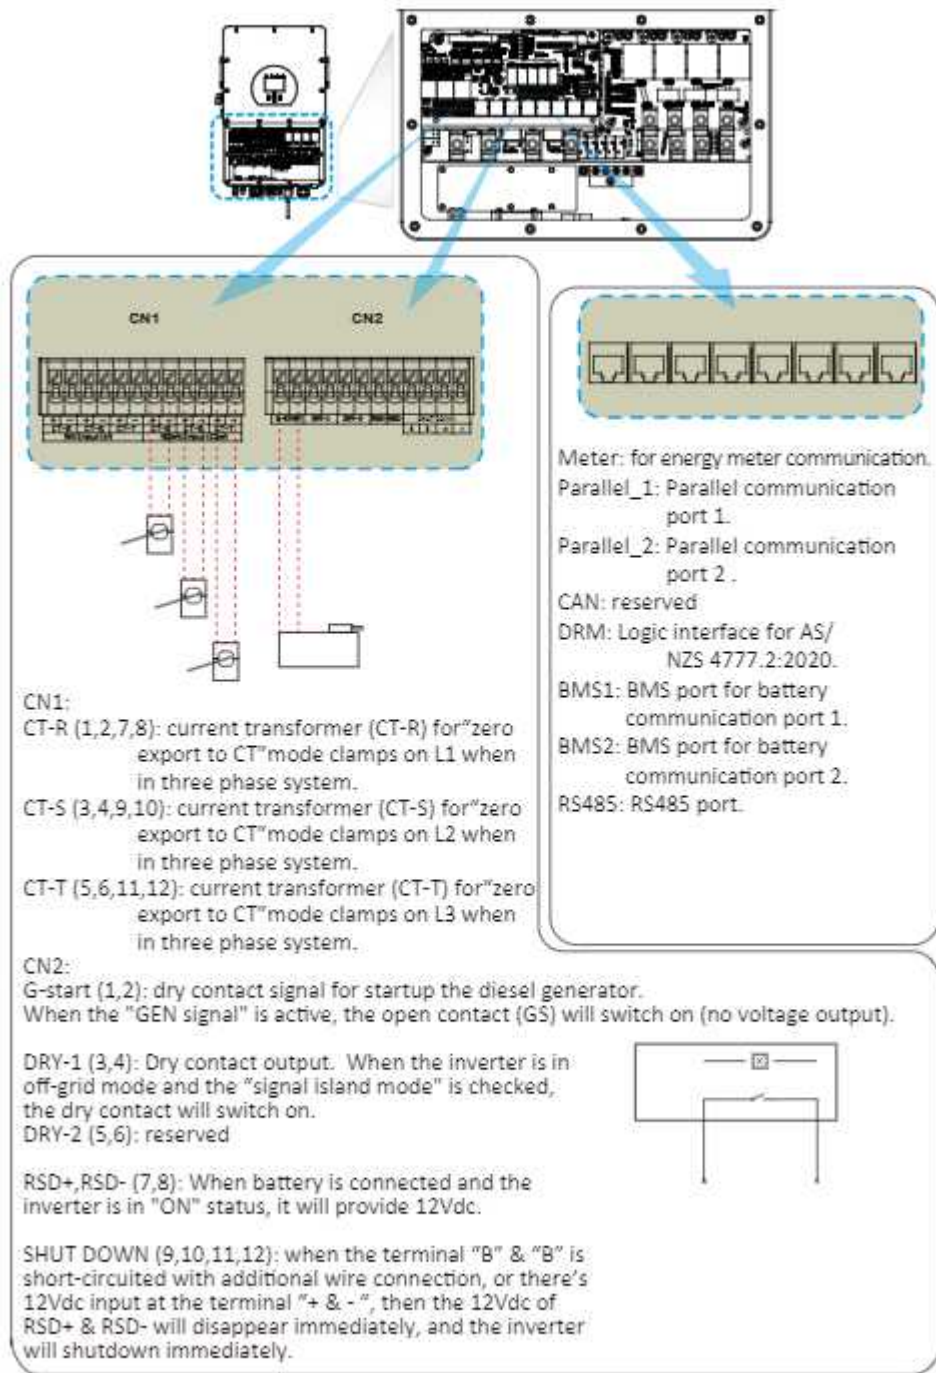 CN1
CN2
Meter: for energy meter communication.
Parallel_1: Parallel communication
port 1.
Parallel_2: Parallel communication
port 2 .
CAN: reserved
DRM: Logic interface for AS/
NZS 4777.2:2020.
BMS1: BMS port for battery
communication port 1.
BMS2: BMS port for battery
communication port 2.
RS485: RS485 port.
CN1:
CT-R (1,2,7,8): current transformer (CT-R) for"zero
export to CT"mode clamps on L1 when
in three phase system.
CT-S (3,4,9,10): current transformer (CT-S) for"zero
export to CT"mode clamps on L2 when
in three phase system.
CT-T (5,6,11,12): current transformer (CT-T) for"zero
export to CT"mode clamps on L3 when
in three phase system.
CN2:
G-start (1,2): dry contact signal for startup the diesel generator.
When the "GEN signal" is active, the open contact (GS) will switch on (no voltage output).
DRY-1 (3,4): Dry contact output.  When the inverter is in
off-grid mode and the "signal island mode" is checked,
the dry contact will switch on.
DRY-2 (5,6): reserved
RSD+,RSD- (7,8): When battery is connected and the
inverter is in "ON" status, it will provide 12Vdc.
SHUT DOWN (9,10,11,12): when the terminal "B" & "B" is
short-circuited with additional wire connection, or there's
12Vdc input at the terminal "+ & - ", then the 12Vdc of
RSD+ & RSD- will disappear immediately, and the inverter
will shutdown immediately.